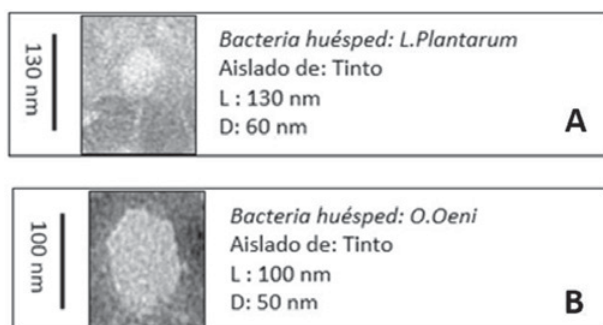 130 nm
Bacteria huésped: L.Plantarum
Aislado de: Tinto
L : 130 nm
D: 60 nm
A
100 nm
Bacteria huésped: O.Oeni
Aislado de: Tinto
L : 100 nm
D: 50 nm
B